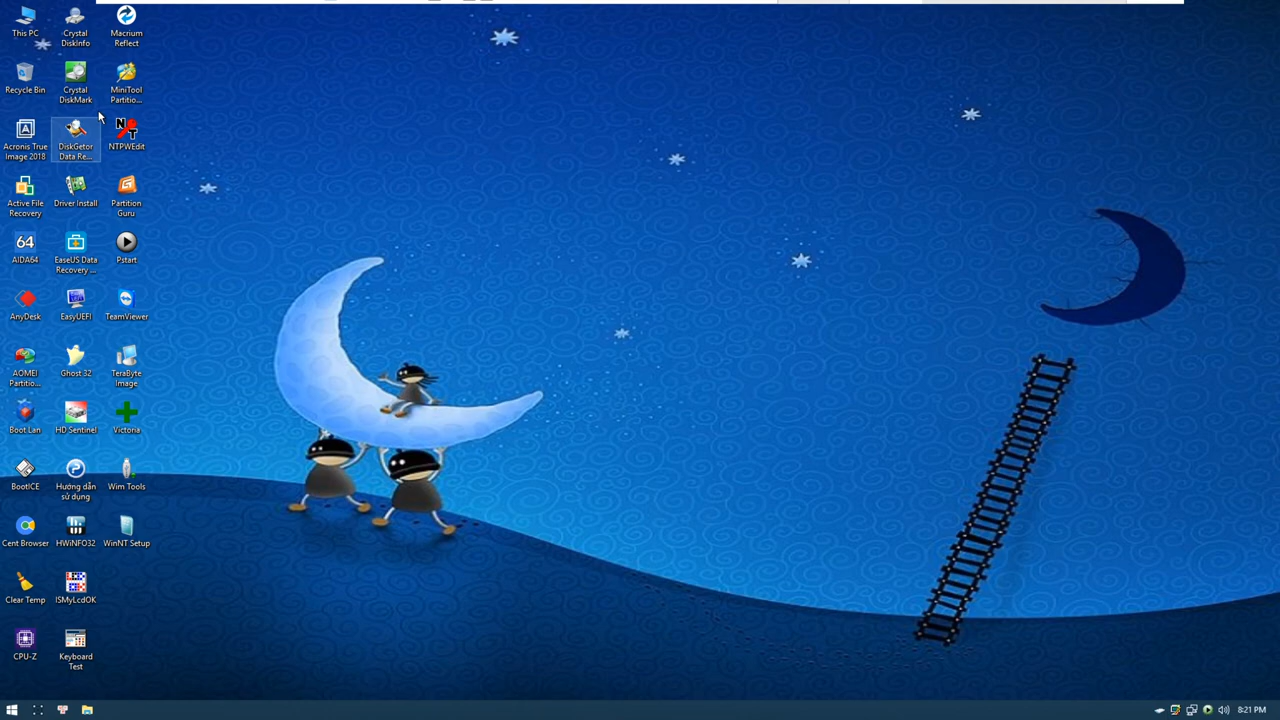 This PC
Crystal
DiskInfo
Macrium
Reflect
Recycle Bin
Crystal
DiskMark
MiniTool
Partitio...
A
Acronis True
Image 2018
DiskGetor
Data Re...
NT
NTPWEdit
Active File
Recovery
Driver Install
Partition
Guru
64
AIDA64
EaseUS Data
Recovery ...
Pstart
AnyDesk
EasyUEFI
TeamViewer
AOMEI
Partitio...
Ghost 32
TeraByte
Image
Boot Lan
HD Sentinel
Victoria
BootICE
Hướng dẫn
sử dụng
Wim Tools
Cent Browser
HWiNFO32
WinNT Setup
Clear Temp
ISMyLcdOK
CPU-Z
Keyboard
Test
8:21 PM